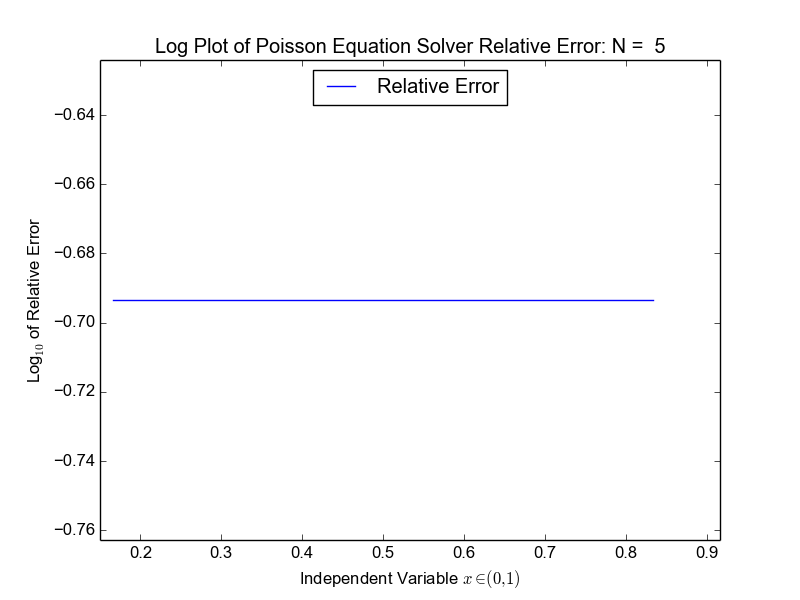 Log Plot of Poisson Equation Solver Relative Error: N =  5
Relative Error
−0.64
−0.66
−0.68
−0.70
−0.72
−0.74
−0.76
Log₁₀ of Relative Error
0.2 0.3 0.4 0.5 0.6 0.7 0.8 0.9
Independent Variable x∈(0,1)